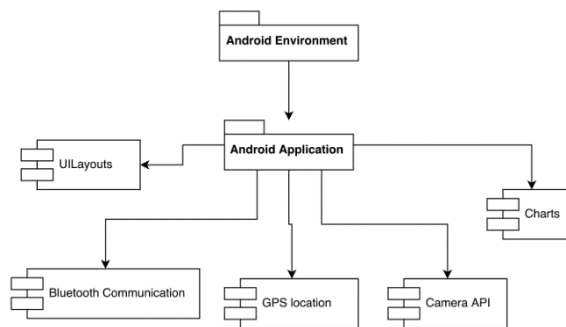 Android Environment
Android Application
UILayouts
Charts
Bluetooth Communication
GPS location
Camera API